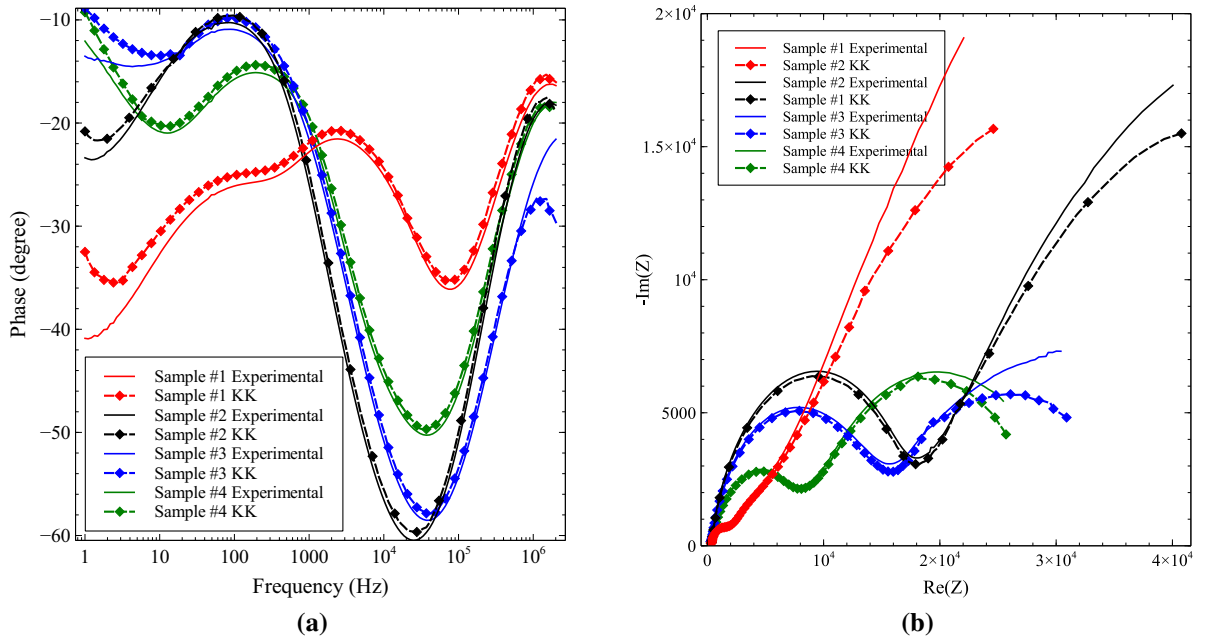 (a)
−10
−20
−30
−40
−50
−60
Phase (degree)
1
10
100
1000
10⁴
10⁵
10⁶
Frequency (Hz)
Sample #1 Experimental
Sample #1 KK
Sample #2 Experimental
Sample #2 KK
Sample #3 Experimental
Sample #3 KK
Sample #4 Experimental
Sample #4 KK
(b)
2×10⁴
1.5×10⁴
10⁴
5000
0
-Im(Z)
0
10⁴
2×10⁴
3×10⁴
4×10⁴
Re(Z)
Sample #1 Experimental
Sample #2 KK
Sample #2 Experimental
Sample #1 KK
Sample #3 Experimental
Sample #3 KK
Sample #4 Experimental
Sample #4 KK